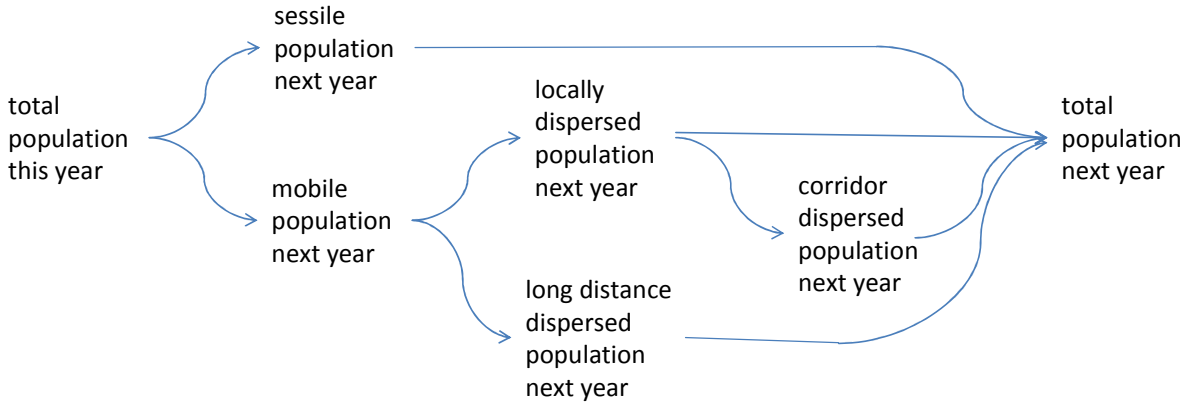 total
population
this year
sessile
population
next year
mobile
population
next year
locally
dispersed
population
next year
long distance
dispersed
population
next year
corridor
dispersed
population
next year
total
population
next year